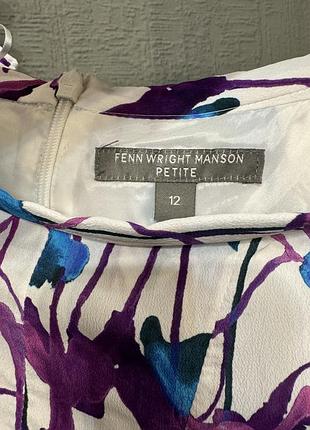 FENN WRIGHT MANSON
PETITE
12